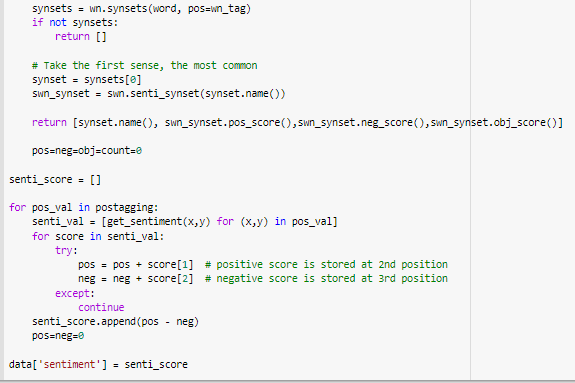 synsets = wn.synsets(word, pos=wn_tag)
if not synsets:
return []
# Take the first sense, the most common
synset = synsets[0]
swn_synset = swn.senti_synset(synset.name())
return [synset.name(), swn_synset.pos_score(),swn_synset.neg_score(),swn_synset.obj_score()]
pos=neg=obj=count=0
senti_score = []
for pos_val in postagging:
senti_val = [get_sentiment(x,y) for (x,y) in pos_val]
for score in senti_val:
try:
pos = pos + score[1]  # positive score is stored at 2nd position
neg = neg + score[2]  # negative score is stored at 3rd position
except:
continue
senti_score.append(pos - neg)
pos=neg=0
data['sentiment'] = senti_score